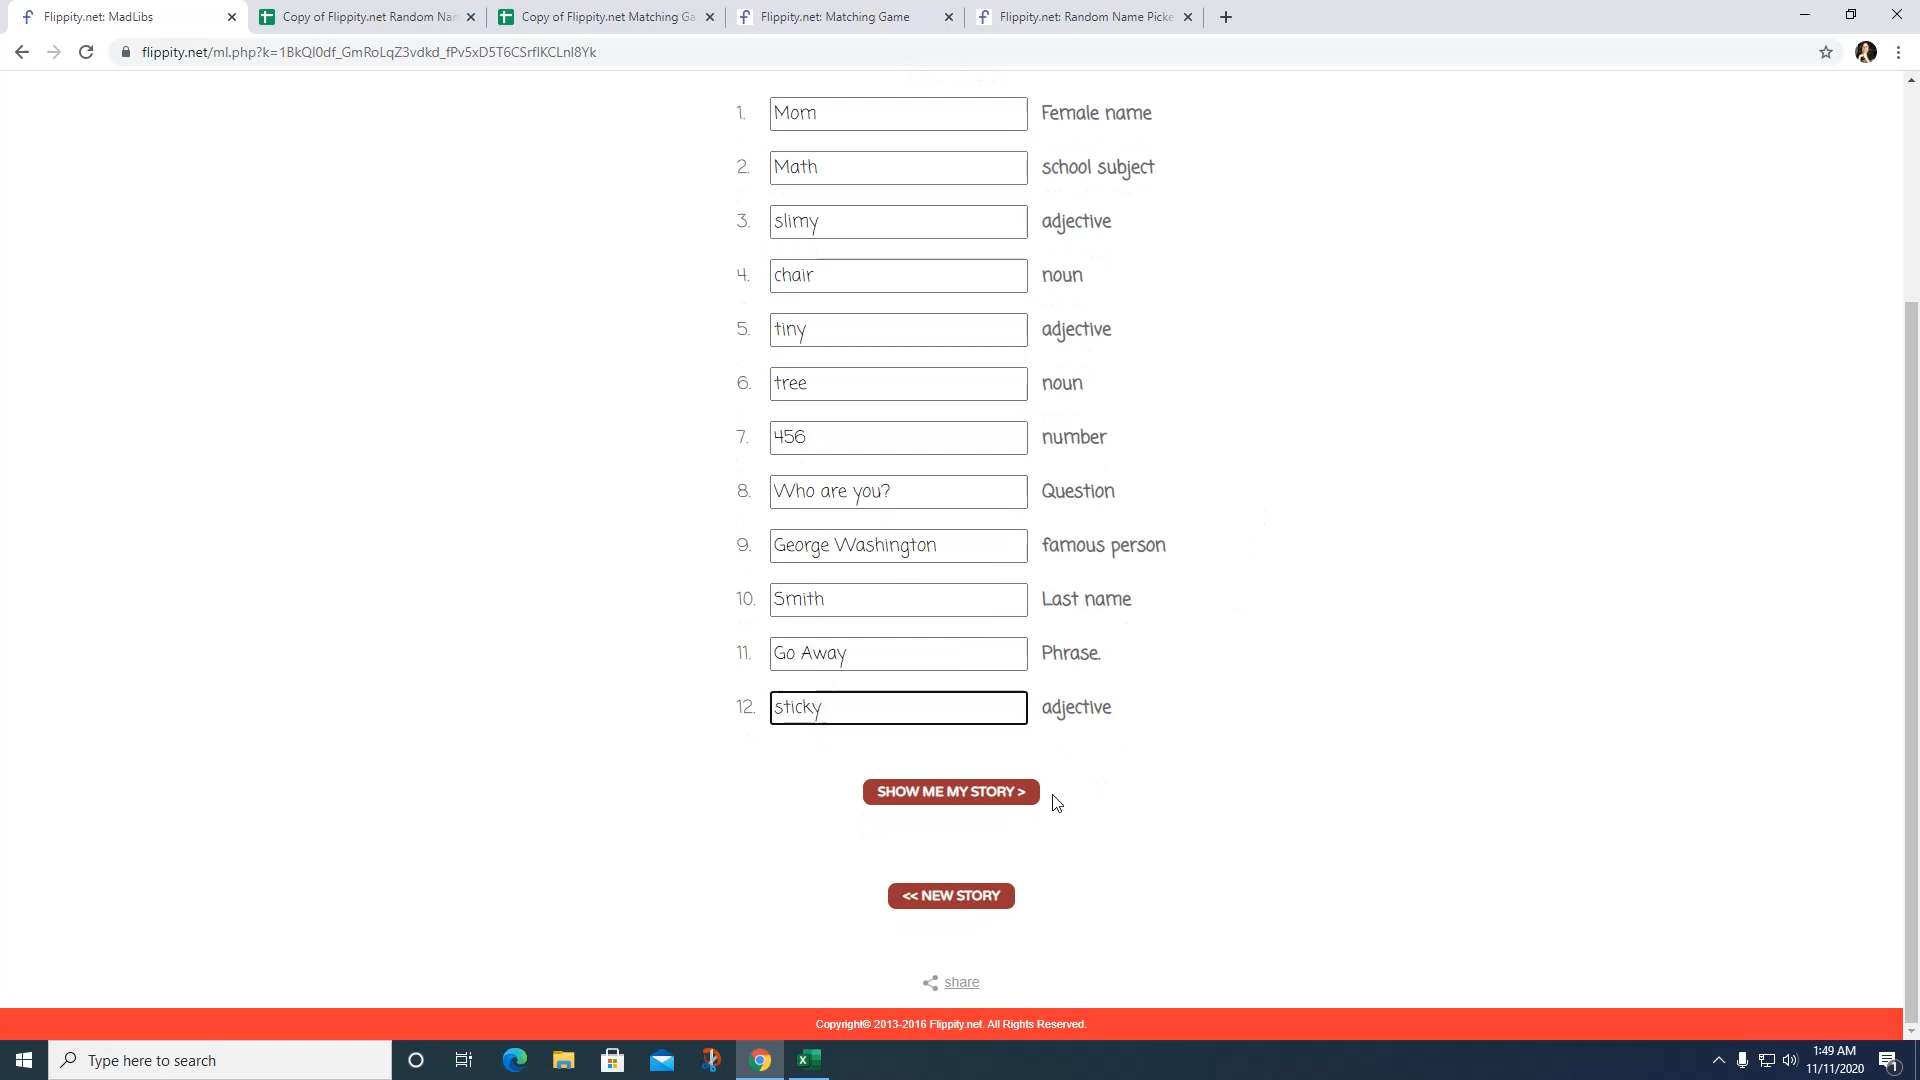 Flippity.net: MadLibs
Copy of Flippity.net Random Nar
Copy of Flippity.net Matching Ga
Flippity.net: Matching Game
Flippity.net: Random Name Picke
flippity.net/ml.php?k=1BkQI0df_GmRoLqZ3vdkd_fPv5xD5T6CSrflKCLnI8Yk
1. Mom Female name
2. Math school subject
3. slimy adjective
4. chair noun
5. tiny adjective
6. tree noun
7. 456 number
8. Who are you? Question
9. George Washington famous person
10. Smith Last name
11. Go Away Phrase.
12. sticky adjective
SHOW ME MY STORY >
<< NEW STORY
share
Copyright© 2013-2016 Flippity.net. All Rights Reserved.
Type here to search
1:49 AM
11/11/2020
1